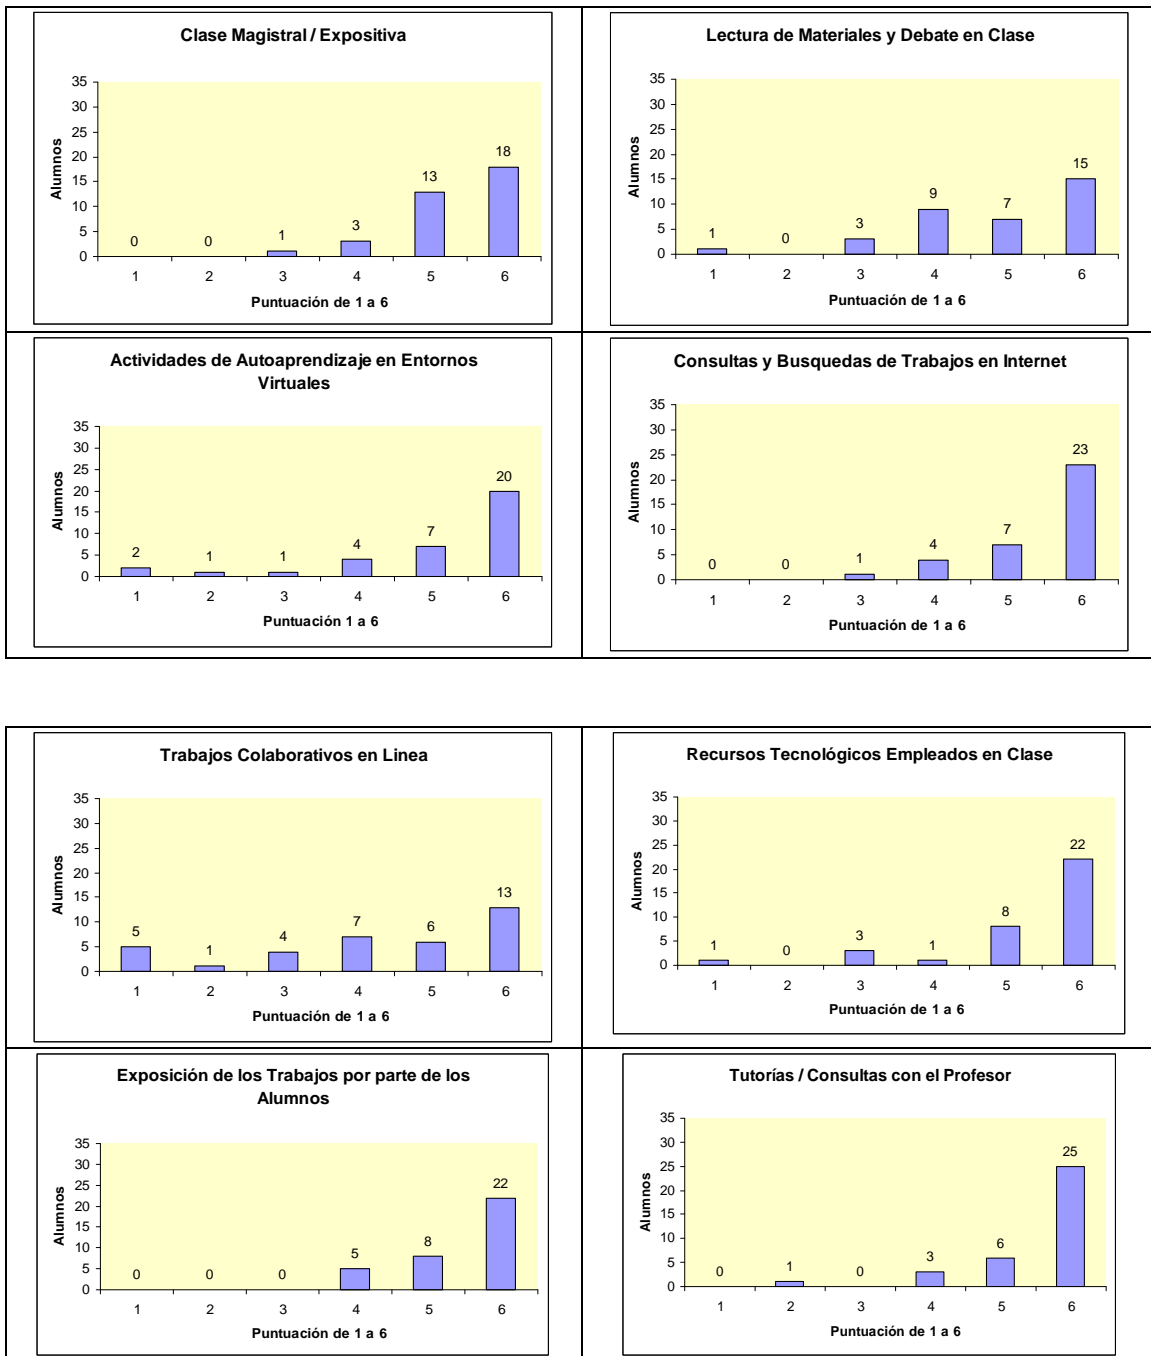 Clase Magistral / Expositiva
35
30
25
20
15
10
5
0
Alumnos
0 0 1 3 13 18
1 2 3 4 5 6
Puntuación de 1 a 6
Lectura de Materiales y Debate en Clase
35
30
25
20
15
10
5
0
Alumnos
1 0 3 9 7 15
1 2 3 4 5 6
Puntuación de 1 a 6
Actividades de Autoaprendizaje en Entornos
Virtuales
35
30
25
20
15
10
5
0
Alumnos
2 1 1 4 7 20
1 2 3 4 5 6
Puntuación 1 a 6
Consultas y Busquedas de Trabajos en Internet
35
30
25
20
15
10
5
0
Alumnos
0 0 1 4 7 23
1 2 3 4 5 6
Puntuación de 1 a 6
Trabajos Colaborativos en Linea
35
30
25
20
15
10
5
0
Alumnos
5 1 4 7 6 13
1 2 3 4 5 6
Puntuación de 1 a 6
Recursos Tecnológicos Empleados en Clase
35
30
25
20
15
10
5
0
Alumnos
1 0 3 1 8 22
1 2 3 4 5 6
Puntuación de 1 a 6
Exposición de los Trabajos por parte de los
Alumnos
35
30
25
20
15
10
5
0
Alumnos
0 0 0 5 8 22
1 2 3 4 5 6
Puntuación de 1 a 6
Tutorías / Consultas con el Profesor
35
30
25
20
15
10
5
0
Alumnos
0 1 0 3 6 25
1 2 3 4 5 6
Puntuación de 1 a 6